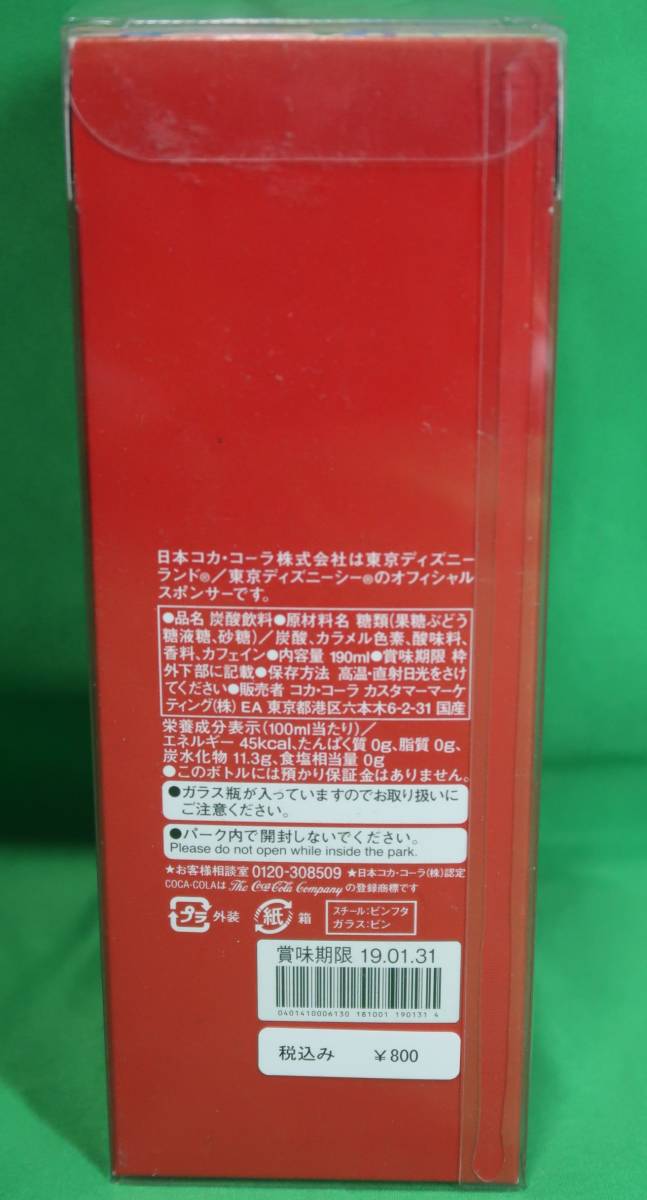 日本コカ・コーラ株式会社は東京ディズニー
ランド®／東京ディズニーシー®のオフィシャル
スポンサーです。
●品名 炭酸飲料●原材料名 糖類(果糖ぶどう
糖液糖、砂糖)／炭酸、カラメル色素、酸味料、
香料、カフェイン●内容量 190ml●賞味期限 枠
外下部に記載●保存方法 高温・直射日光をさけ
てください●販売者 コカ・コーラ カスタマーマーケ
ティング(株) EA 東京都港区六本木6-2-31 国産
栄養成分表示(100ml当たり)／
エネルギー 45kcal、たんぱく質 0g、脂質 0g、
炭水化物 11.3g、食塩相当量 0g
●このボトルには預かり保証金はありません。
●ガラス瓶が入っていますのでお取り扱いに
ご注意ください。
●パーク内で開封しないでください。
Please do not open while inside the park.
★お客様相談室 0120-308509 ★日本コカ・コーラ(株)認定
COCA-COLAは The Coca-Cola Company の登録商標です
プラ 外装 紙 箱
スチール：ビンフタ
ガラス：ビン
賞味期限 19.01.31
0401410006130 181001 190131 4
税込み ￥800